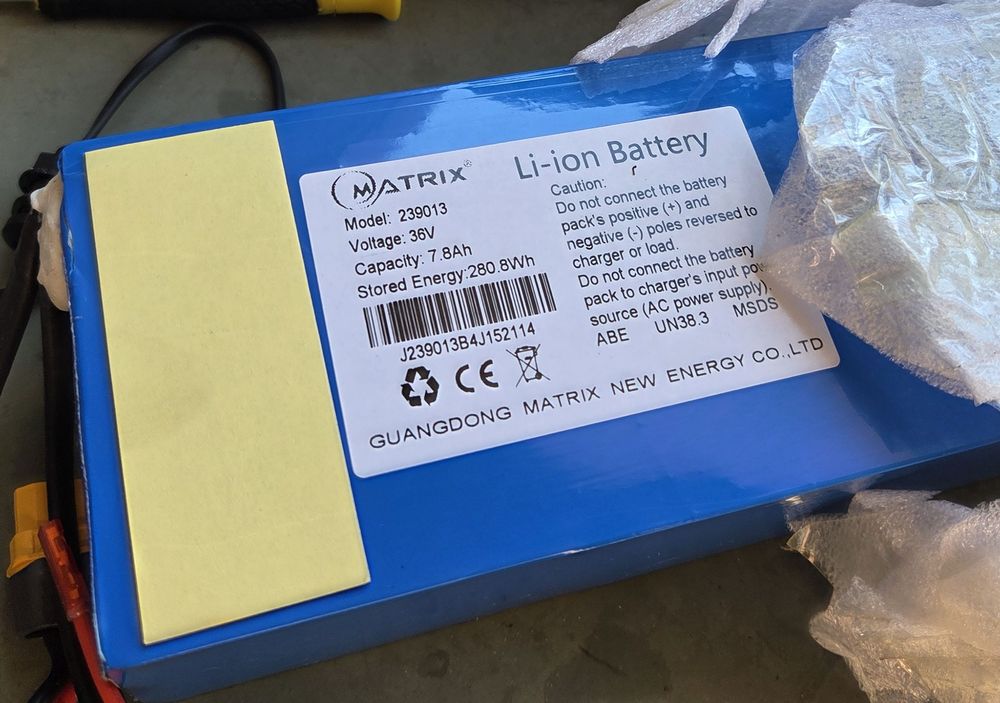 MATRIX®
Li-ion Battery
Model: 239013
Voltage: 36V
Capacity: 7.8Ah
Stored Energy:280.8Wh
J239013B4J152114
Caution:
Do not connect the battery
pack's positive (+) and
negative (-) poles reversed to
charger or load.
Do not connect the battery
pack to charger's input
source (AC power supply).
ABE UN38.3 MSDS
CE
GUANGDONG MATRIX NEW ENERGY CO.,LTD